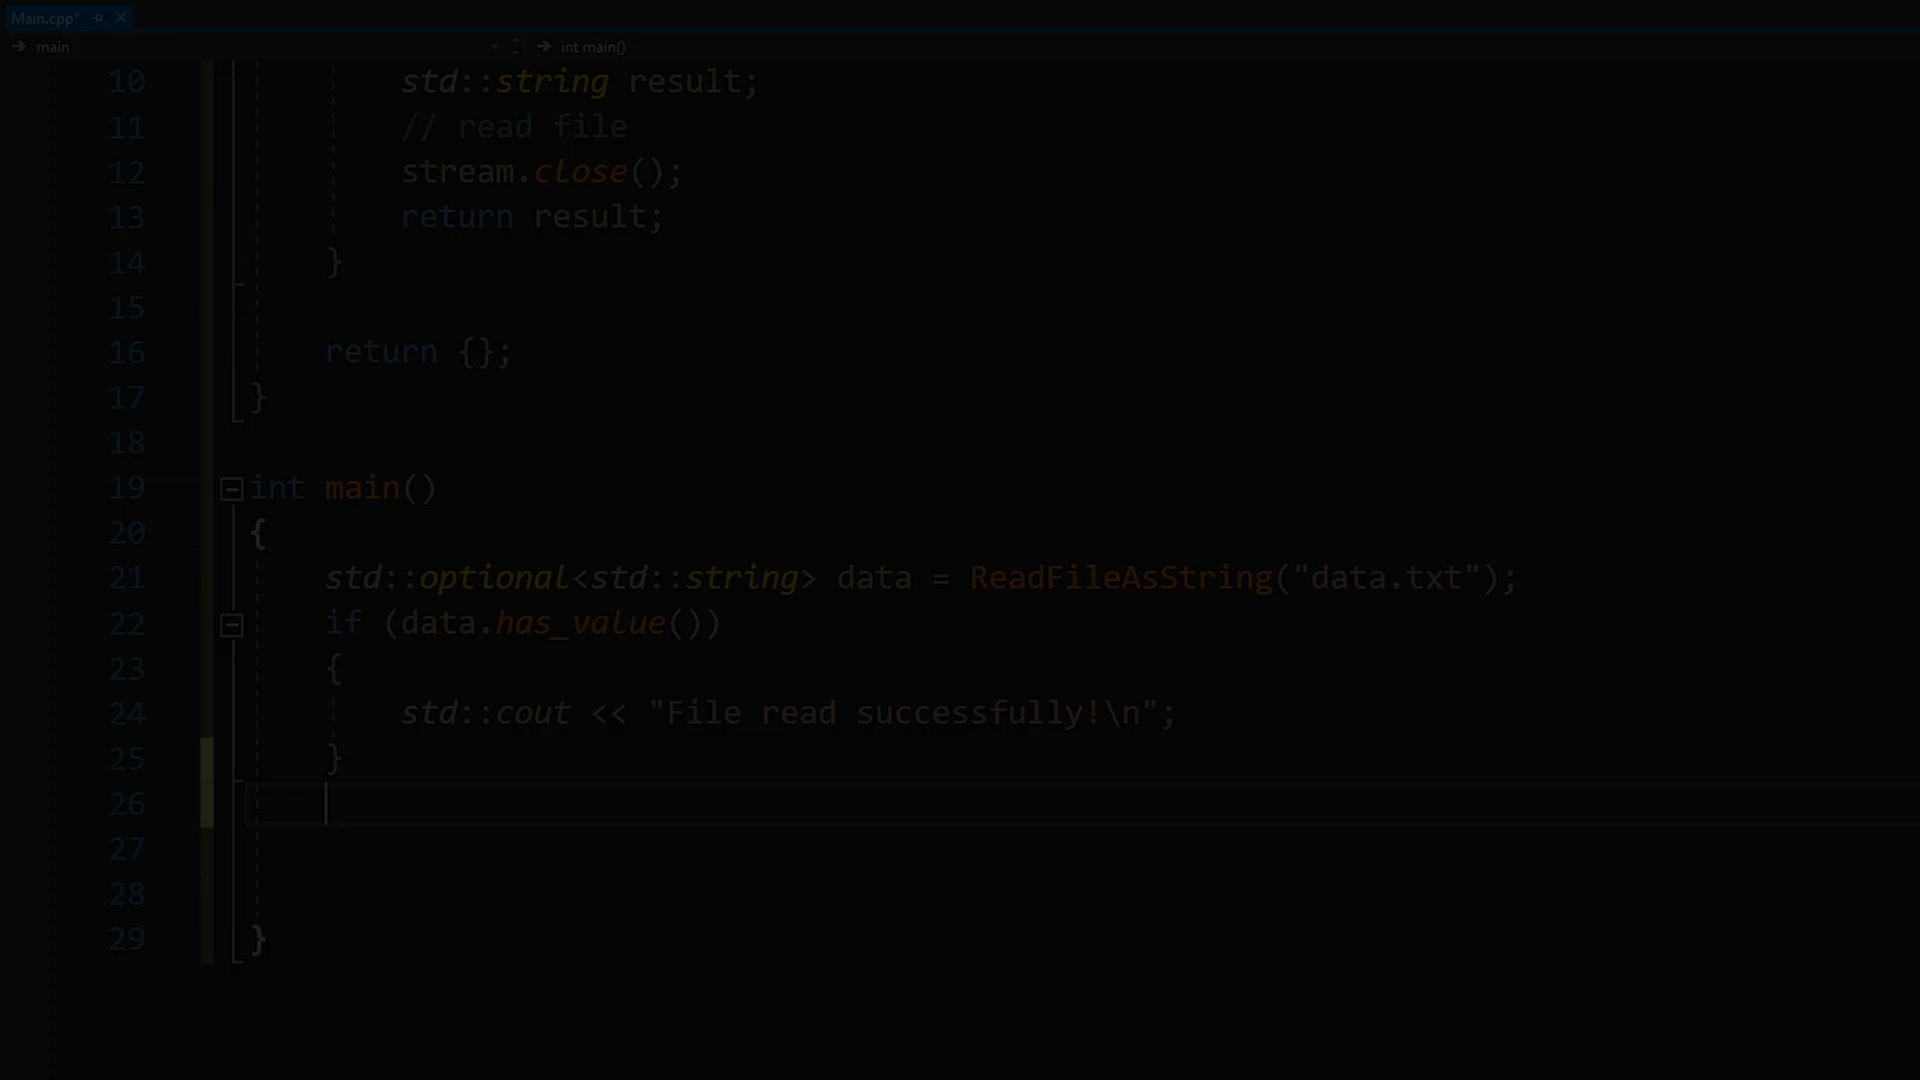 Main.cpp*
main int main()
10 std::string result;
11 // read file
12 stream.close();
13 return result;
14 }
15
16 return {};
17 }
18
19 int main()
20 {
21 std::optional<std::string> data = ReadFileAsString("data.txt");
22 if (data.has_value())
23 {
24 std::cout << "File read successfully!\n";
25 }
26
27
28
29 }